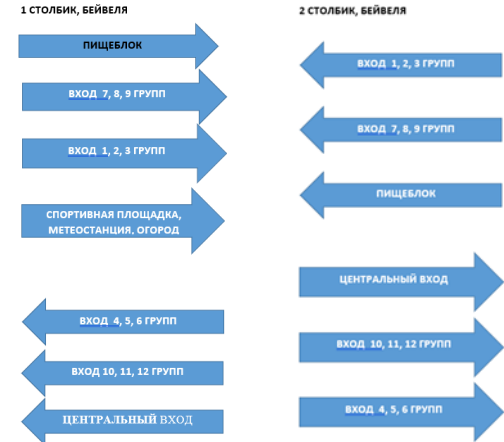 1 СТОЛБИК, БЕЙВЕЛЯ
ПИЩЕБЛОК
ВХОД 7, 8, 9 ГРУПП
ВХОД 1, 2, 3 ГРУПП
СПОРТИВНАЯ ПЛОЩАДКА,
МЕТЕОСТАНЦИЯ, ОГОРОД
ВХОД 4, 5, 6 ГРУПП
ВХОД 10, 11, 12 ГРУПП
ЦЕНТРАЛЬНЫЙ ВХОД
2 СТОЛБИК, БЕЙВЕЛЯ
ВХОД 1, 2, 3 ГРУПП
ВХОД 7, 8, 9 ГРУПП
ПИЩЕБЛОК
ЦЕНТРАЛЬНЫЙ ВХОД
ВХОД 10, 11, 12 ГРУПП
ВХОД 4, 5, 6 ГРУПП